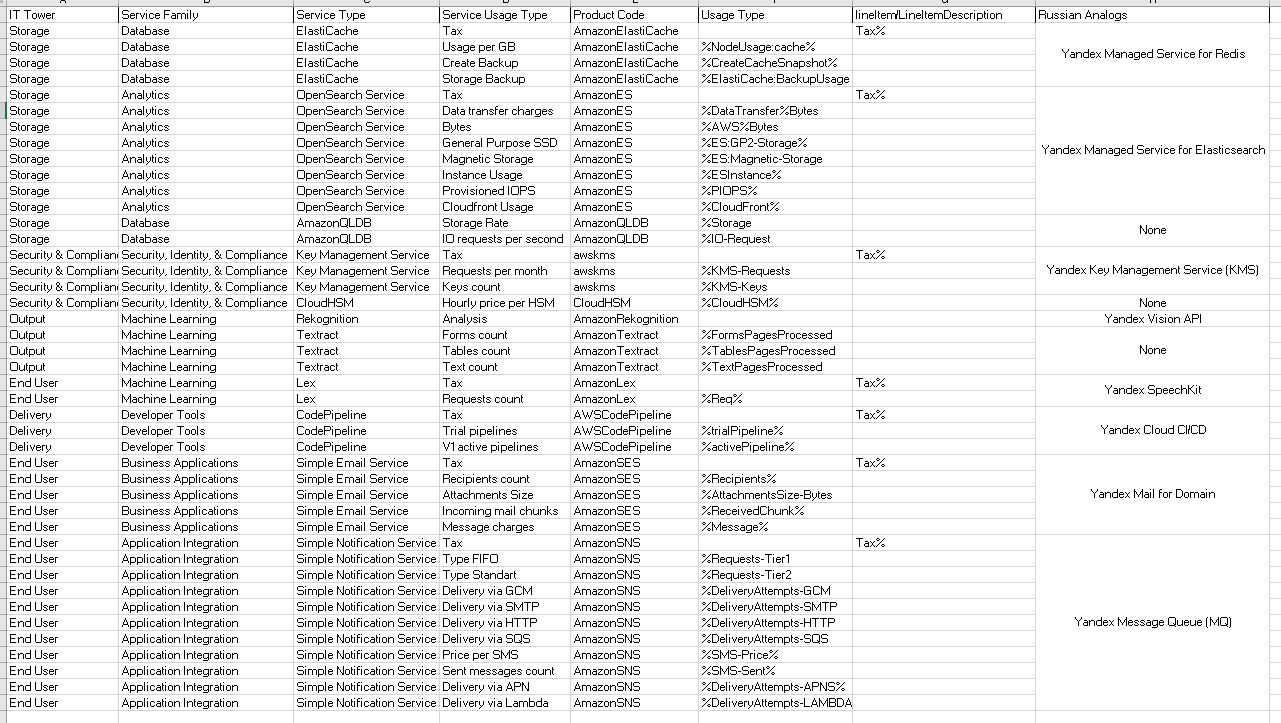 IT Tower Service Family Service Type Service Usage Type Product Code Usage Type lineItem/LineItemDescription Russian Analogs
Storage Database ElastiCache Tax AmazonElastiCache Tax%
Storage Database ElastiCache Usage per GB AmazonElastiCache %NodeUsage:cache%
Yandex Managed Service for Redis
Storage Database ElastiCache Create Backup AmazonElastiCache %CreateCacheSnapshot%
Storage Database ElastiCache Storage Backup AmazonElastiCache %ElastiCache:BackupUsage
Storage Analytics OpenSearch Service Tax AmazonES Tax%
Storage Analytics OpenSearch Service Data transfer charges AmazonES %DataTransfer%Bytes
Storage Analytics OpenSearch Service Bytes AmazonES %AWS%Bytes
Storage Analytics OpenSearch Service General Purpose SSD AmazonES %ES:GP2-Storage%
Yandex Managed Service for Elasticsearch
Storage Analytics OpenSearch Service Magnetic Storage AmazonES %ES:Magnetic-Storage
Storage Analytics OpenSearch Service Instance Usage AmazonES %ESInstance%
Storage Analytics OpenSearch Service Provisioned IOPS AmazonES %PIOPS%
Storage Analytics OpenSearch Service Cloudfront Usage AmazonES %CloudFront%
Storage Database AmazonQLDB Storage Rate AmazonQLDB %Storage
None
Storage Database AmazonQLDB IO requests per second AmazonQLDB %IO-Request
Security & Complian Security, Identity, & Compliance Key Management Service Tax awskms Tax%
Security & Complian Security, Identity, & Compliance Key Management Service Requests per month awskms %KMS-Requests Yandex Key Management Service (KMS)
Security & Complian Security, Identity, & Compliance Key Management Service Keys count awskms %KMS-Keys
Security & Complian Security, Identity, & Compliance CloudHSM Hourly price per HSM CloudHSM %CloudHSM% None
Output Machine Learning Rekognition Analysis AmazonRekognition Yandex Vision API
Output Machine Learning Textract Forms count AmazonTextract %FormsPagesProcessed
Output Machine Learning Textract Tables count AmazonTextract %TablesPagesProcessed None
Output Machine Learning Textract Text count AmazonTextract %TextPagesProcessed
End User Machine Learning Lex Tax AmazonLex Tax%
Yandex SpeechKit
End User Machine Learning Lex Requests count AmazonLex %Req%
Delivery Developer Tools CodePipeline Tax AWSCodePipeline Tax%
Delivery Developer Tools CodePipeline Trial pipelines AWSCodePipeline %trialPipeline% Yandex Cloud CI/CD
Delivery Developer Tools CodePipeline V1 active pipelines AWSCodePipeline %activePipeline%
End User Business Applications Simple Email Service Tax AmazonSES Tax%
End User Business Applications Simple Email Service Recipients count AmazonSES %Recipients%
End User Business Applications Simple Email Service Attachments Size AmazonSES %AttachmentsSize-Bytes Yandex Mail for Domain
End User Business Applications Simple Email Service Incoming mail chunks AmazonSES %ReceivedChunk%
End User Business Applications Simple Email Service Message charges AmazonSES %Message%
End User Application Integration Simple Notification Service Tax AmazonSNS Tax%
End User Application Integration Simple Notification Service Type FIFO AmazonSNS %Requests-Tier1
End User Application Integration Simple Notification Service Type Standart AmazonSNS %Requests-Tier2
End User Application Integration Simple Notification Service Delivery via GCM AmazonSNS %DeliveryAttempts-GCM
End User Application Integration Simple Notification Service Delivery via SMTP AmazonSNS %DeliveryAttempts-SMTP
End User Application Integration Simple Notification Service Delivery via HTTP AmazonSNS %DeliveryAttempts-HTTP Yandex Message Queue (MQ)
End User Application Integration Simple Notification Service Delivery via SQS AmazonSNS %DeliveryAttempts-SQS
End User Application Integration Simple Notification Service Price per SMS AmazonSNS %SMS-Price%
End User Application Integration Simple Notification Service Sent messages count AmazonSNS %SMS-Sent%
End User Application Integration Simple Notification Service Delivery via APN AmazonSNS %DeliveryAttempts-APNS%
End User Application Integration Simple Notification Service Delivery via Lambda AmazonSNS %DeliveryAttempts-LAMBDA